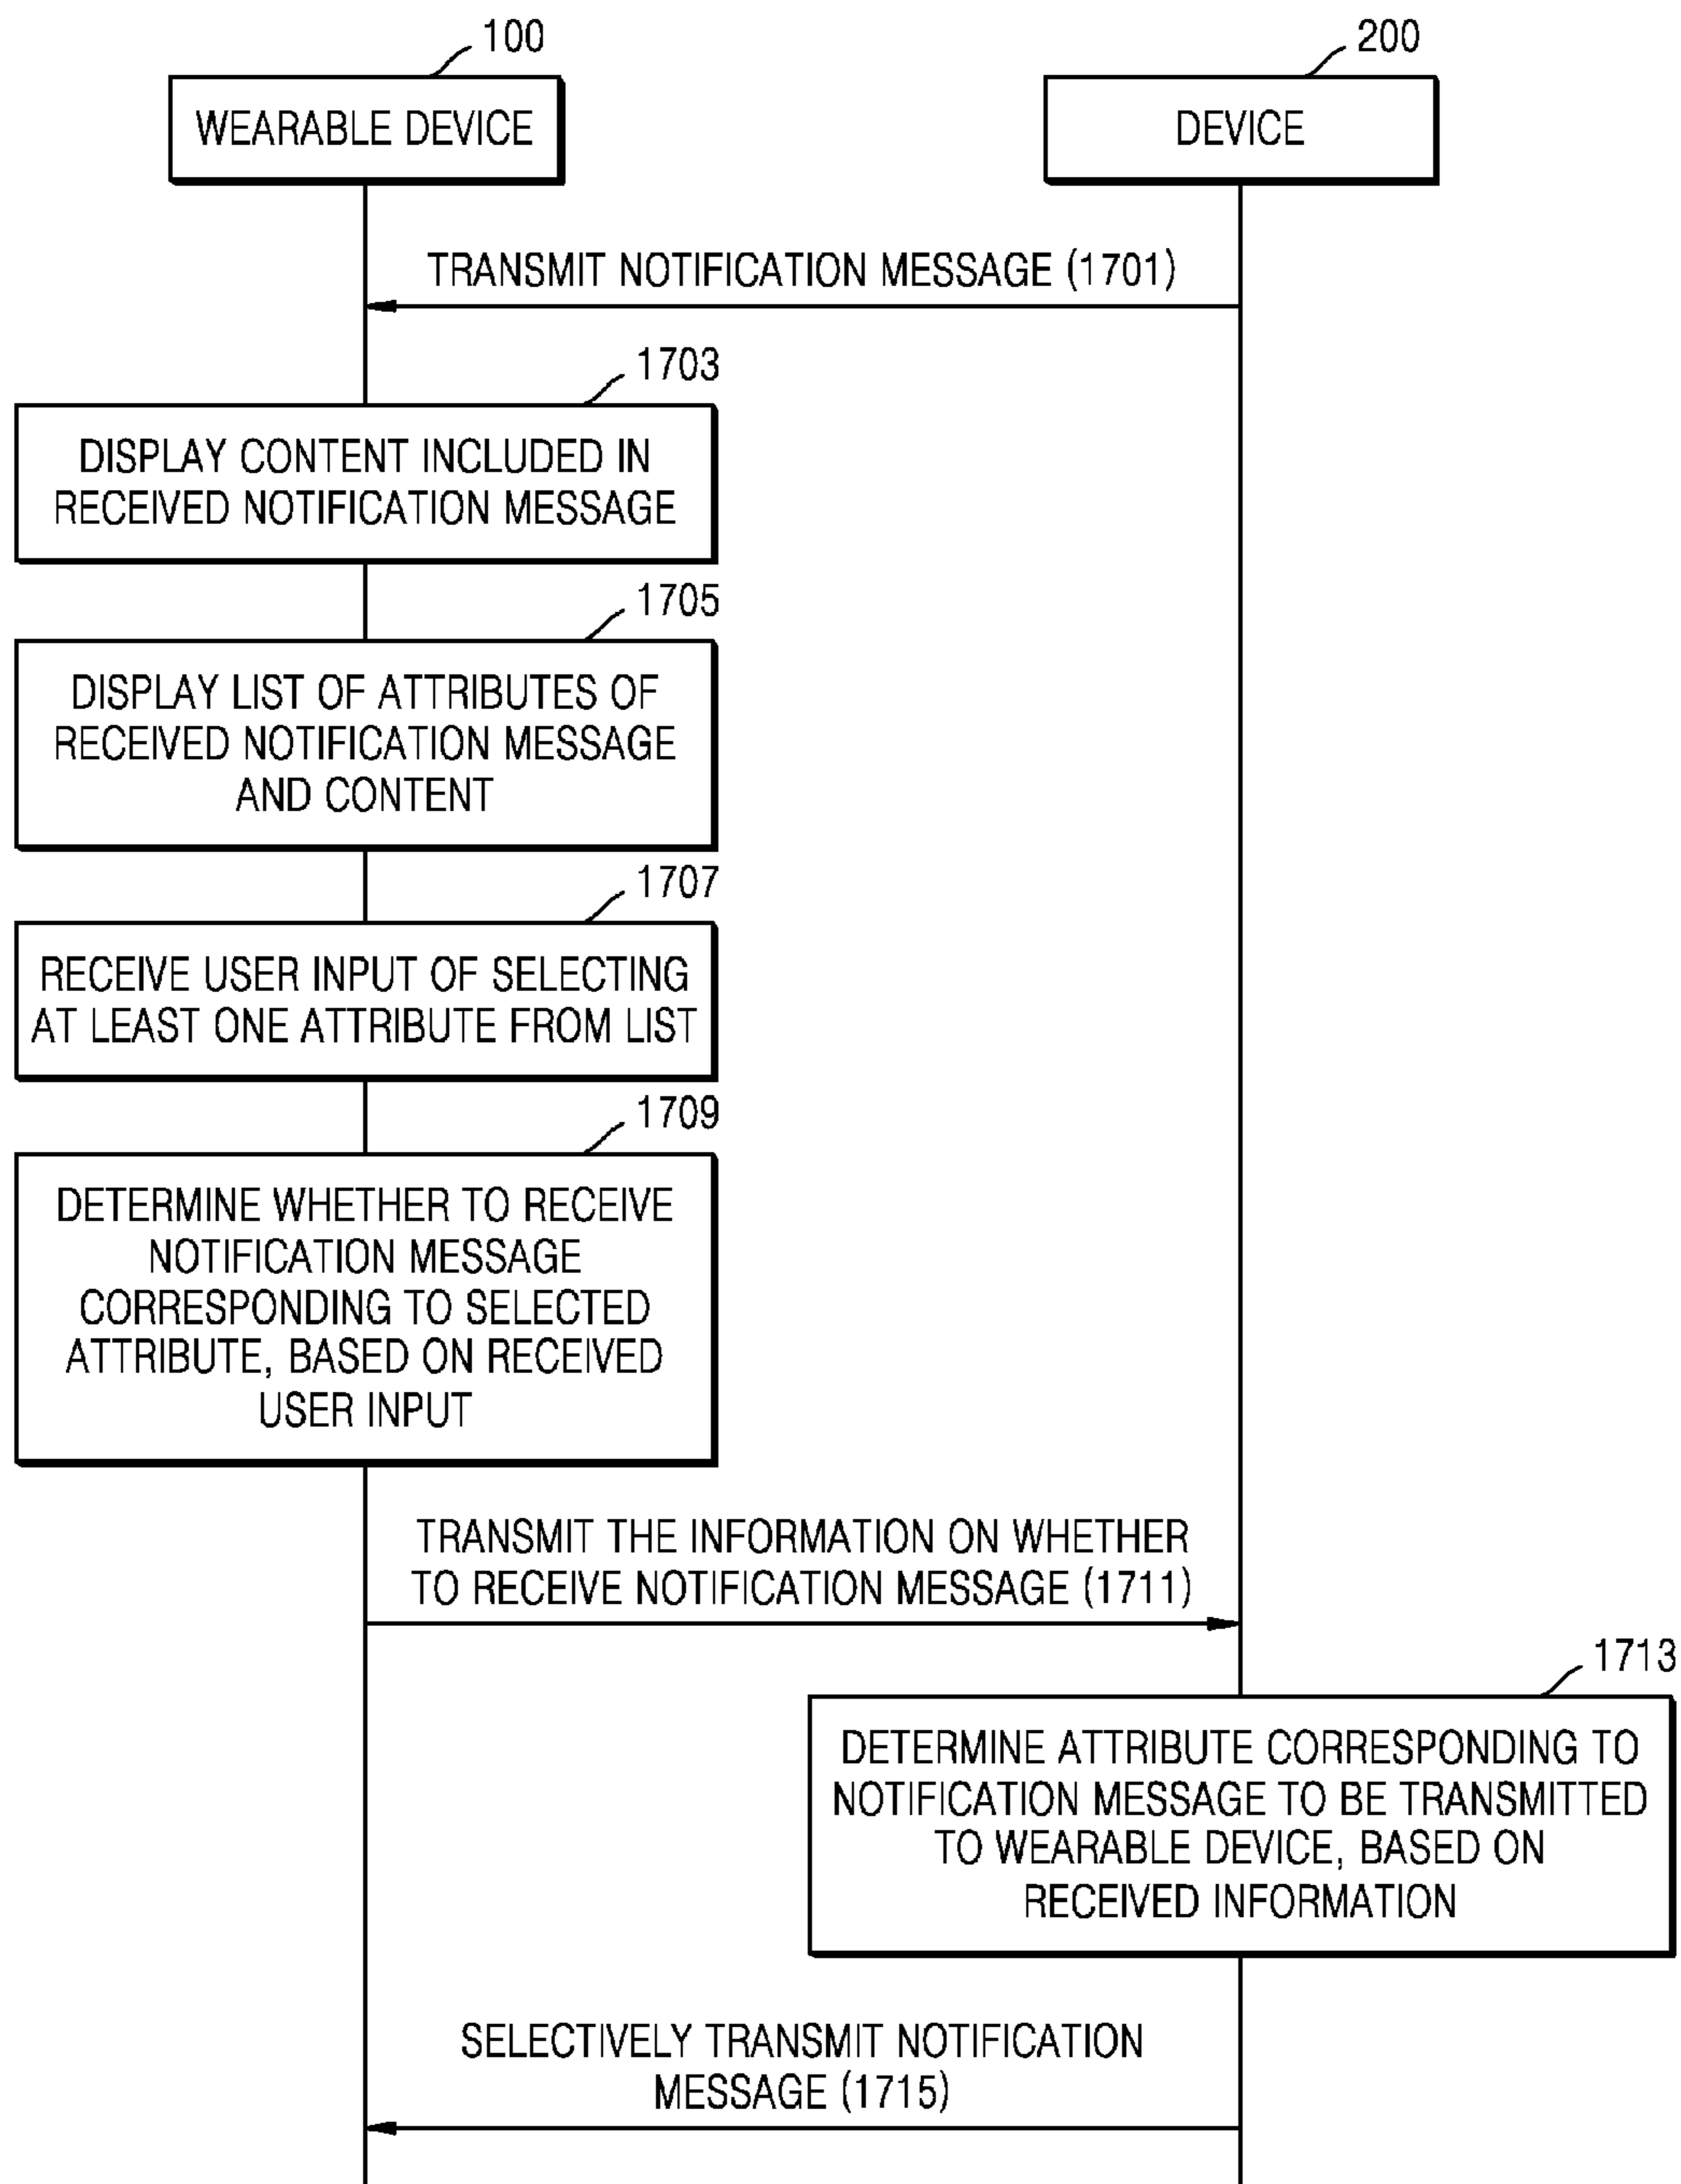 100
200
WEARABLE DEVICE
DEVICE
TRANSMIT NOTIFICATION MESSAGE (1701)
1703
DISPLAY CONTENT INCLUDED IN
RECEIVED NOTIFICATION MESSAGE
1705
DISPLAY LIST OF ATTRIBUTES OF
RECEIVED NOTIFICATION MESSAGE
AND CONTENT
1707
RECEIVE USER INPUT OF SELECTING
AT LEAST ONE ATTRIBUTE FROM LIST
1709
DETERMINE WHETHER TO RECEIVE
NOTIFICATION MESSAGE
CORRESPONDING TO SELECTED
ATTRIBUTE, BASED ON RECEIVED
USER INPUT
TRANSMIT THE INFORMATION ON WHETHER
TO RECEIVE NOTIFICATION MESSAGE (1711)
1713
DETERMINE ATTRIBUTE CORRESPONDING TO
NOTIFICATION MESSAGE TO BE TRANSMITTED
TO WEARABLE DEVICE, BASED ON
RECEIVED INFORMATION
SELECTIVELY TRANSMIT NOTIFICATION
MESSAGE (1715)